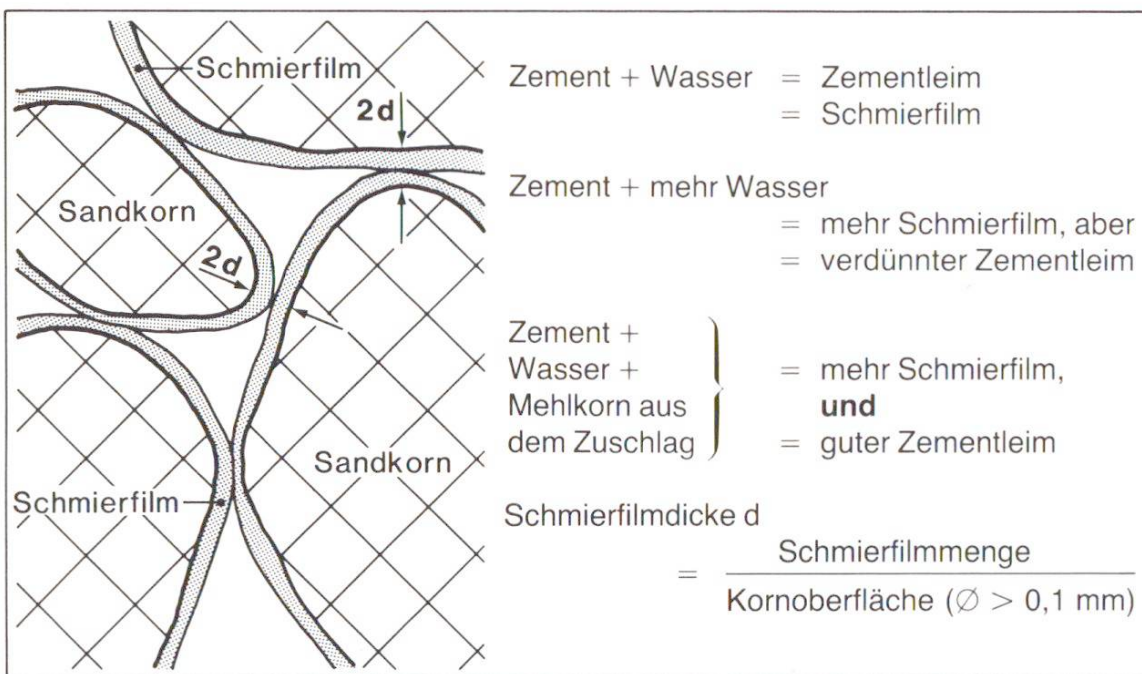 Schmierfilm
2d
Sandkorn
2d
Sandkorn
Schmierfilm
Zement + Wasser = Zementleim
= Schmierfilm
Zement + mehr Wasser
= mehr Schmierfilm, aber
= verdünnter Zementleim
Zement +
Wasser +
Mehlkorn aus
dem Zuschlag
= mehr Schmierfilm,
und
= guter Zementleim
Schmierfilmdicke d
= Schmierfilmmenge
Kornoberfläche (∅ > 0,1 mm)